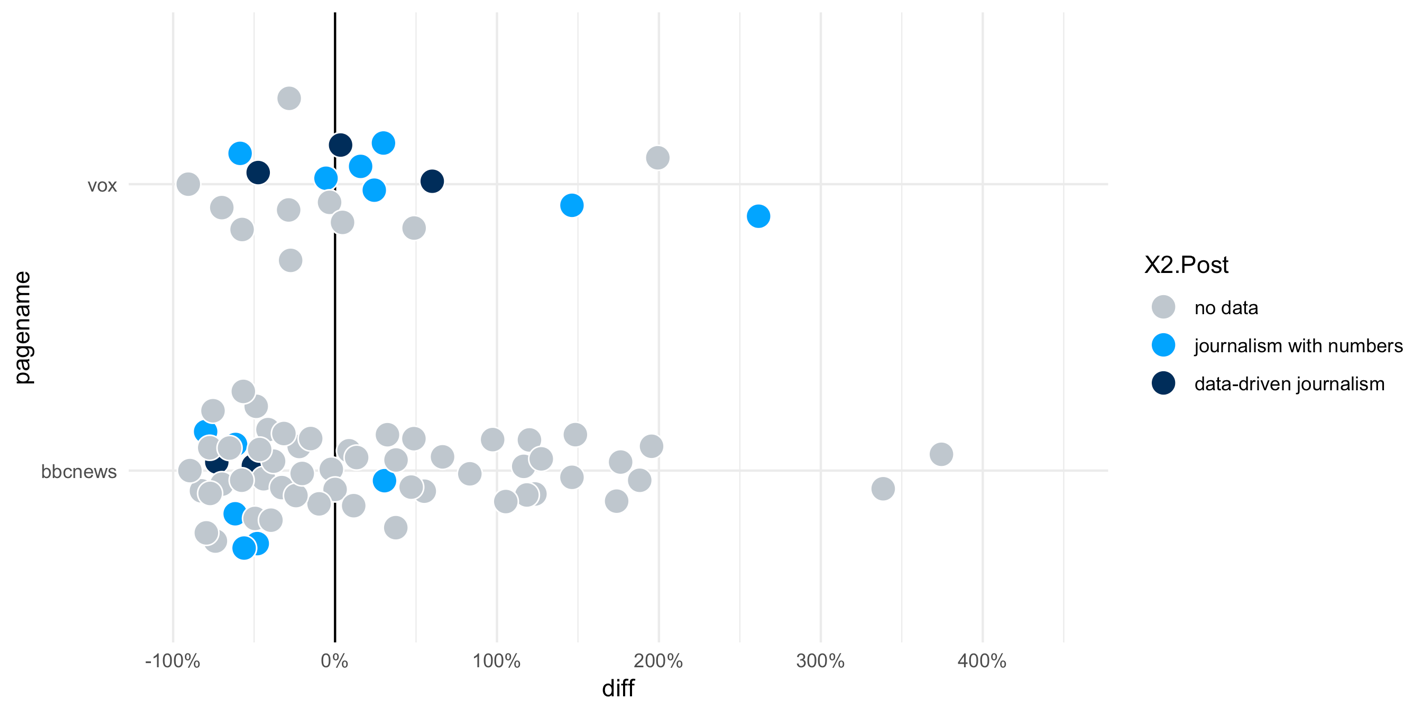 vox
bbcnews
pagename
-100%
0%
100%
200%
300%
400%
diff
X2.Post
no data
journalism with numbers
data-driven journalism